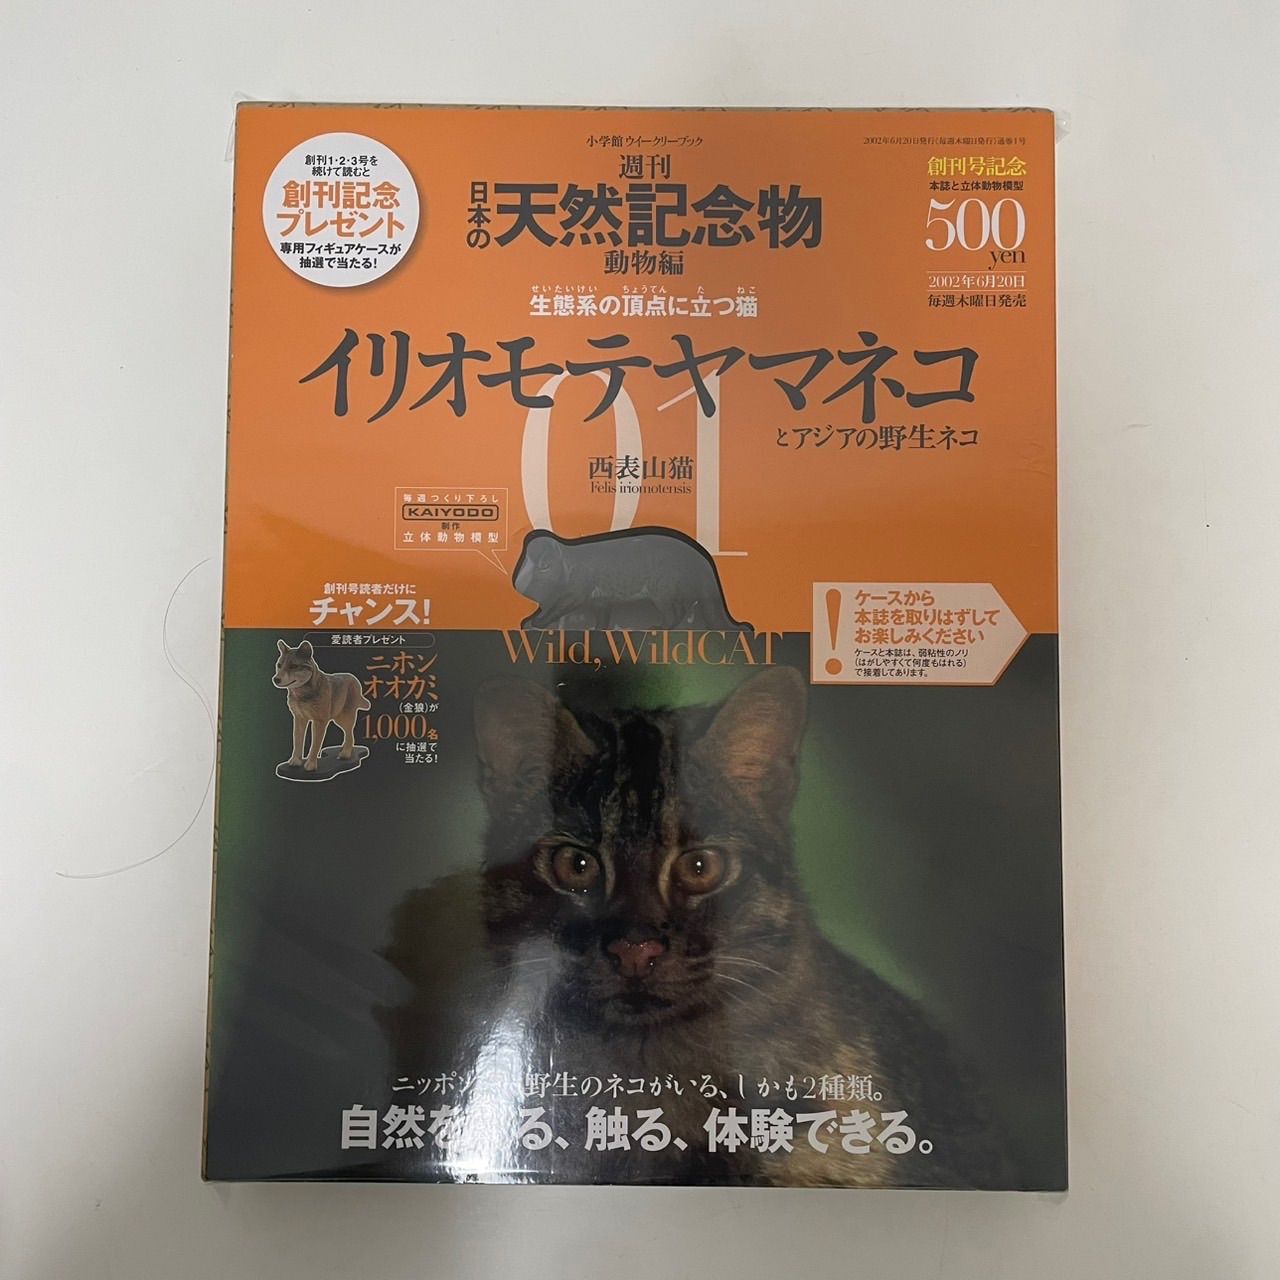 小学館ウイークリーブック
2002年6月20日発行(毎週木曜日発行)通巻1号
創刊1・2・3号を
続けて読むと
創刊記念
プレゼント
専用フィギュアケースが
抽選で当たる!
週刊
日本の天然記念物
動物編
創刊号記念
本誌と立体動物模型
500
yen
2002年6月20日
毎週木曜日発売
せいたいけい ちょうてん た ねこ
生態系の頂点に立つ猫
イリオモテヤマネコ
とアジアの野生ネコ
01
西表山猫
Felis iriomotensis
毎週つくり下ろし
KAIYODO
制作
立体動物模型
創刊号読者だけに
チャンス!
愛読者プレゼント
ニホン
オオカミ
(金狼)が
1,000名
に抽選で
当たる!
ケースから
本誌を取りはずして
お楽しみください
ケースと本誌は、弱粘性のノリ
(はがしやすくて何度もはれる)
で接着してあります。
!
Wild, WildCAT
ニッポン 野生のネコがいる、しかも2種類。
自然を る、触る、体験できる。